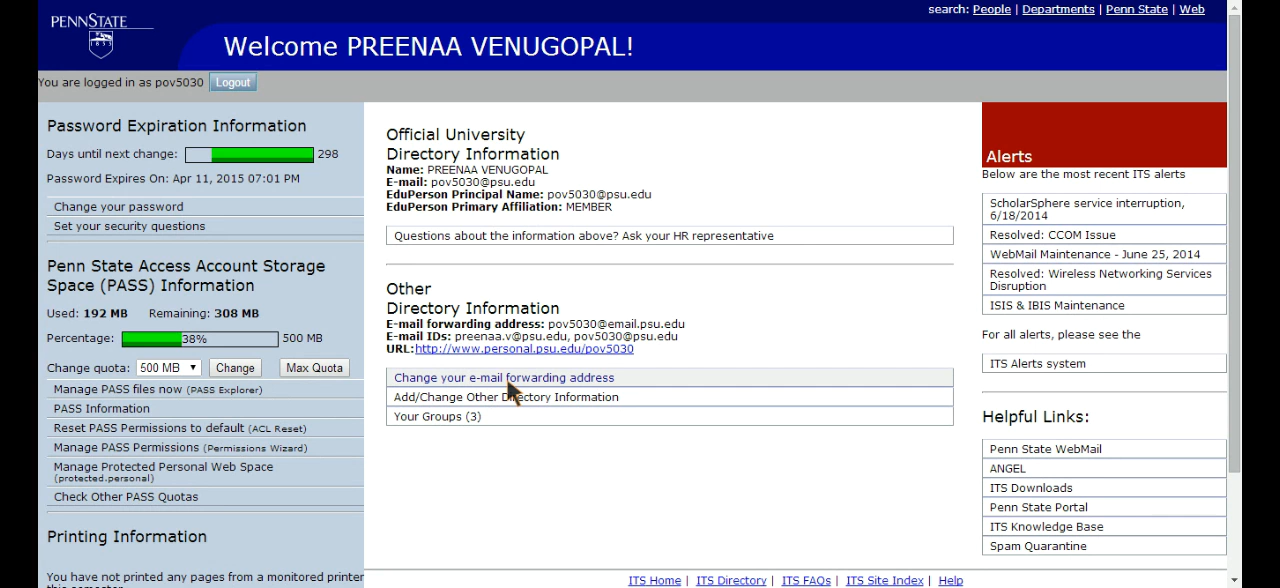 PENNSTATE
1855
search: People | Departments | Penn State | Web
Welcome PREENAA VENUGOPAL!
You are logged in as pov5030 Logout
Password Expiration Information
Days until next change: 298
Password Expires On: Apr 11, 2015 07:01 PM
Change your password
Set your security questions
Penn State Access Account Storage
Space (PASS) Information
Used: 192 MB Remaining: 308 MB
Percentage: 38% 500 MB
Change quota: 500 MB Change Max Quota
Manage PASS files now (PASS Explorer)
PASS Information
Reset PASS Permissions to default (ACL Reset)
Manage PASS Permissions (Permissions Wizard)
Manage Protected Personal Web Space
(protected.personal)
Check Other PASS Quotas
Printing Information
You have not printed any pages from a monitored printer
this semester.
Official University
Directory Information
Name: PREENAA VENUGOPAL
E-mail: pov5030@psu.edu
EduPerson Principal Name: pov5030@psu.edu
EduPerson Primary Affiliation: MEMBER
Questions about the information above? Ask your HR representative
Other
Directory Information
E-mail forwarding address: pov5030@email.psu.edu
E-mail IDs: preenaa.v@psu.edu, pov5030@psu.edu
URL:http://www.personal.psu.edu/pov5030
Change your e-mail forwarding address
Add/Change Other Directory Information
Your Groups (3)
Alerts
Below are the most recent ITS alerts
ScholarSphere service interruption,
6/18/2014
Resolved: CCOM Issue
WebMail Maintenance - June 25, 2014
Resolved: Wireless Networking Services
Disruption
ISIS & IBIS Maintenance
For all alerts, please see the
ITS Alerts system
Helpful Links:
Penn State WebMail
ANGEL
ITS Downloads
Penn State Portal
ITS Knowledge Base
Spam Quarantine
ITS Home | ITS Directory | ITS FAQs | ITS Site Index | Help